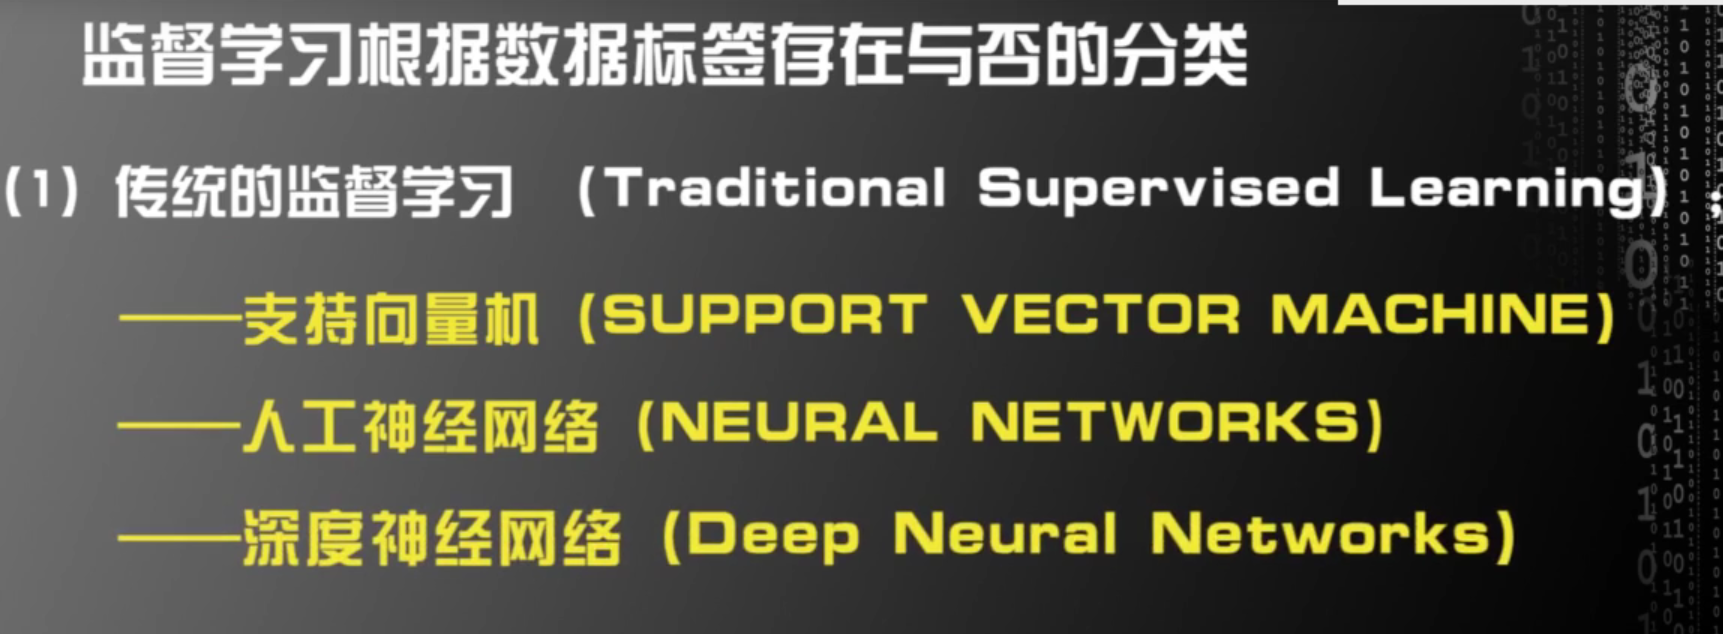 监督学习根据数据标签存在与否的分类
(1) 传统的监督学习 (Traditional Supervised Learning) ;
——支持向量机 (SUPPORT VECTOR MACHINE)
——人工神经网络 (NEURAL NETWORKS)
——深度神经网络 (Deep Neural Networks)